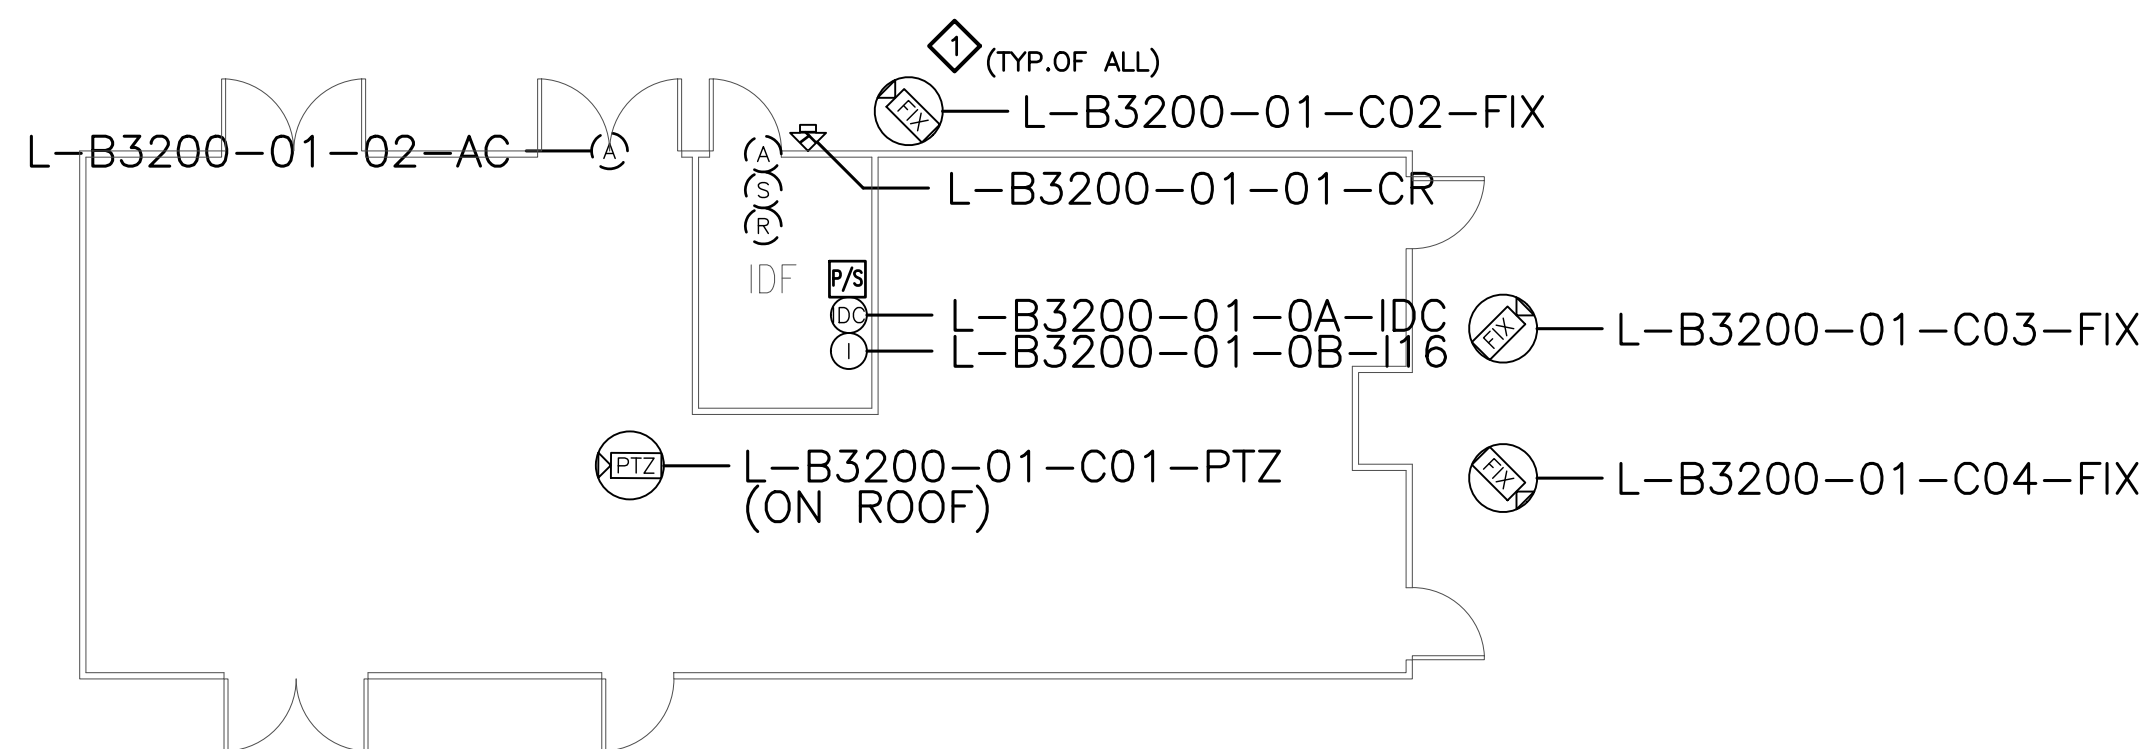 1
(TYP.OF ALL)
FIX
L-B3200-01-C02-FIX
L-B3200-01-02-AC
A
A
L-B3200-01-01-CR
S
R
IDF
P/S
IDC
L-B3200-01-0A-IDC
I
L-B3200-01-0B-I16
FIX
L-B3200-01-C03-FIX
PTZ
L-B3200-01-C01-PTZ
(ON ROOF)
FIX
L-B3200-01-C04-FIX